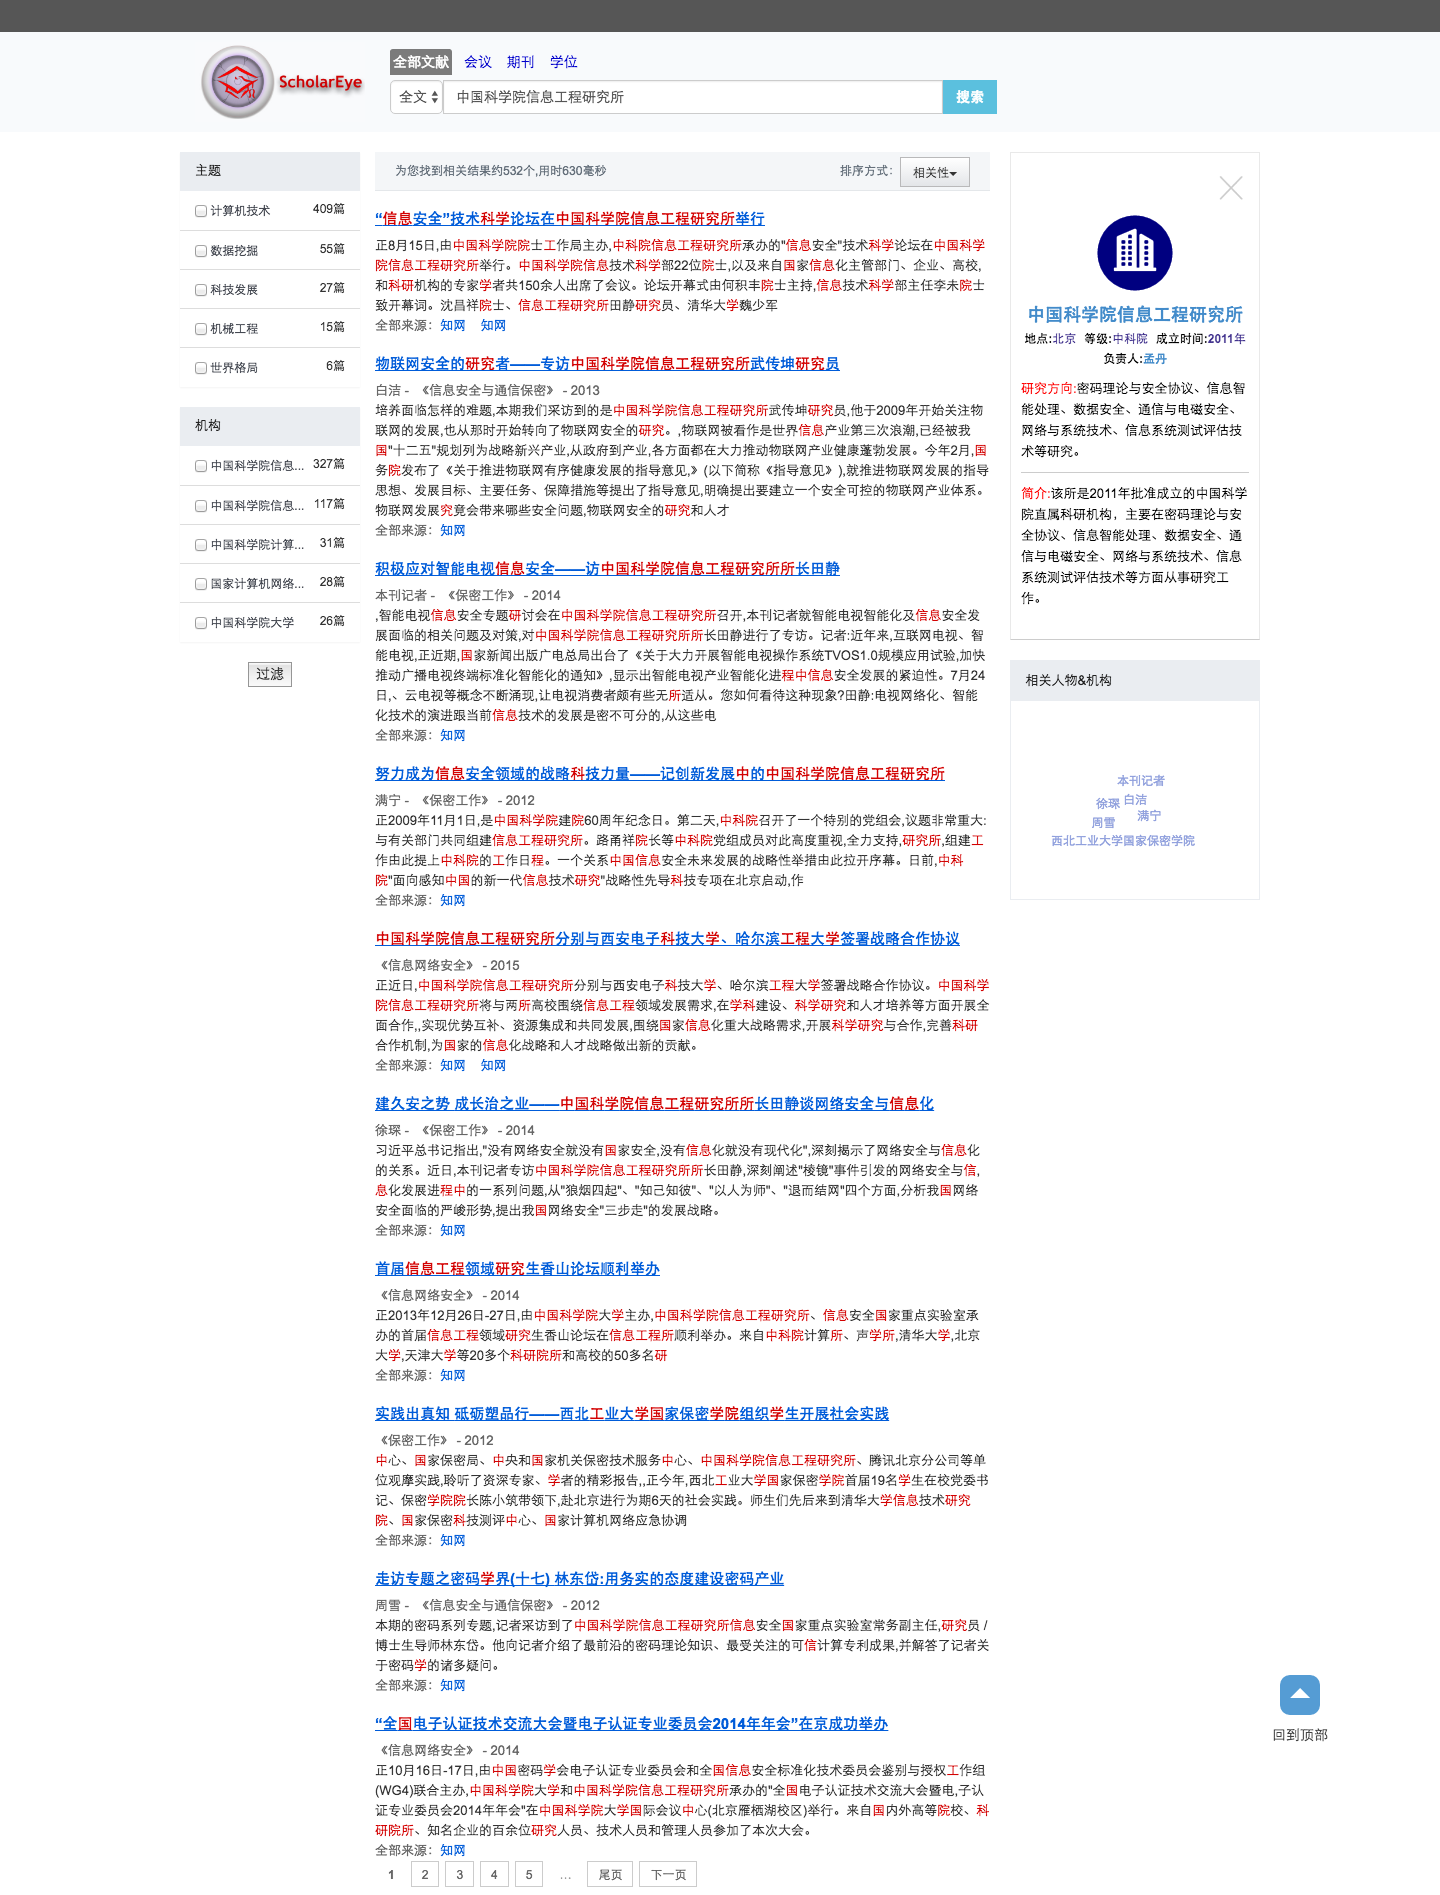 ScholarEye
全部文献 会议 期刊 学位
全文 中国科学院信息工程研究所 搜索
主题
计算机技术 409篇
数据挖掘 55篇
科技发展 27篇
机械工程 15篇
世界格局 6篇
机构
中国科学院信息... 327篇
中国科学院信息... 117篇
中国科学院计算... 31篇
国家计算机网络... 28篇
中国科学院大学 26篇
过滤
为您找到相关结果约532个,用时630毫秒 排序方式: 相关性
“信息安全”技术科学论坛在中国科学院信息工程研究所举行
正8月15日,由中国科学院院士工作局主办,中科院信息工程研究所承办的"信息安全"技术科学论坛在中国科学
院信息工程研究所举行。中国科学院信息技术科学部22位院士,以及来自国家信息化主管部门、企业、高校,
和科研机构的专家学者共150余人出席了会议。论坛开幕式由何积丰院士主持,信息技术科学部主任李未院士
致开幕词。沈昌祥院士、信息工程研究所田静研究员、清华大学魏少军
全部来源: 知网 知网
物联网安全的研究者——专访中国科学院信息工程研究所武传坤研究员
白洁 - 《信息安全与通信保密》 - 2013
培养面临怎样的难题,本期我们采访到的是中国科学院信息工程研究所武传坤研究员,他于2009年开始关注物
联网的发展,也从那时开始转向了物联网安全的研究。,物联网被看作是世界信息产业第三次浪潮,已经被我
国"十二五"规划列为战略新兴产业,从政府到产业,各方面都在大力推动物联网产业健康蓬勃发展。今年2月,国
务院发布了《关于推进物联网有序健康发展的指导意见,》(以下简称《指导意见》),就推进物联网发展的指导
思想、发展目标、主要任务、保障措施等提出了指导意见,明确提出要建立一个安全可控的物联网产业体系。
物联网发展究竟会带来哪些安全问题,物联网安全的研究和人才
全部来源: 知网
积极应对智能电视信息安全——访中国科学院信息工程研究所所长田静
本刊记者 - 《保密工作》 - 2014
,智能电视信息安全专题研讨会在中国科学院信息工程研究所召开,本刊记者就智能电视智能化及信息安全发
展面临的相关问题及对策,对中国科学院信息工程研究所所长田静进行了专访。记者:近年来,互联网电视、智
能电视,正近期,国家新闻出版广电总局出台了《关于大力开展智能电视操作系统TVOS1.0规模应用试验,加快
推动广播电视终端标准化智能化的通知》,显示出智能电视产业智能化进程中信息安全发展的紧迫性。7月24
日,、云电视等概念不断涌现,让电视消费者颇有些无所适从。您如何看待这种现象?田静:电视网络化、智能
化技术的演进跟当前信息技术的发展是密不可分的,从这些电
全部来源: 知网
努力成为信息安全领域的战略科技力量——记创新发展中的中国科学院信息工程研究所
满宁 - 《保密工作》 - 2012
正2009年11月1日,是中国科学院建院60周年纪念日。第二天,中科院召开了一个特别的党组会,议题非常重大:
与有关部门共同组建信息工程研究所。路甬祥院长等中科院党组成员对此高度重视,全力支持,研究所,组建工
作由此提上中科院的工作日程。一个关系中国信息安全未来发展的战略性举措由此拉开序幕。日前,中科
院"面向感知中国的新一代信息技术研究"战略性先导科技专项在北京启动,作
全部来源: 知网
中国科学院信息工程研究所分别与西安电子科技大学、哈尔滨工程大学签署战略合作协议
《信息网络安全》 - 2015
正近日,中国科学院信息工程研究所分别与西安电子科技大学、哈尔滨工程大学签署战略合作协议。中国科学
院信息工程研究所将与两所高校围绕信息工程领域发展需求,在学科建设、科学研究和人才培养等方面开展全
面合作,,实现优势互补、资源集成和共同发展,围绕国家信息化重大战略需求,开展科学研究与合作,完善科研
合作机制,为国家的信息化战略和人才战略做出新的贡献。
全部来源: 知网 知网
建久安之势 成长治之业——中国科学院信息工程研究所所长田静谈网络安全与信息化
徐琛 - 《保密工作》 - 2014
习近平总书记指出,"没有网络安全就没有国家安全,没有信息化就没有现代化",深刻揭示了网络安全与信息化
的关系。近日,本刊记者专访中国科学院信息工程研究所所长田静,深刻阐述"棱镜"事件引发的网络安全与信,
息化发展进程中的一系列问题,从"狼烟四起"、"知己知彼"、"以人为师"、"退而结网"四个方面,分析我国网络
安全面临的严峻形势,提出我国网络安全"三步走"的发展战略。
全部来源: 知网
首届信息工程领域研究生香山论坛顺利举办
《信息网络安全》 - 2014
正2013年12月26日-27日,由中国科学院大学主办,中国科学院信息工程研究所、信息安全国家重点实验室承
办的首届信息工程领域研究生香山论坛在信息工程所顺利举办。来自中科院计算所、声学所,清华大学,北京
大学,天津大学等20多个科研院所和高校的50多名研
全部来源: 知网
实践出真知 砥砺塑品行——西北工业大学国家保密学院组织学生开展社会实践
《保密工作》 - 2012
中心、国家保密局、中央和国家机关保密技术服务中心、中国科学院信息工程研究所、腾讯北京分公司等单
位观摩实践,聆听了资深专家、学者的精彩报告,,正今年,西北工业大学国家保密学院首届19名学生在校党委书
记、保密学院院长陈小筑带领下,赴北京进行为期6天的社会实践。师生们先后来到清华大学信息技术研究
院、国家保密科技测评中心、国家计算机网络应急协调
全部来源: 知网
走访专题之密码学界(十七) 林东岱:用务实的态度建设密码产业
周雪 - 《信息安全与通信保密》 - 2012
本期的密码系列专题,记者采访到了中国科学院信息工程研究所信息安全国家重点实验室常务副主任,研究员 /
博士生导师林东岱。他向记者介绍了最前沿的密码理论知识、最受关注的可信计算专利成果,并解答了记者关
于密码学的诸多疑问。
全部来源: 知网
“全国电子认证技术交流大会暨电子认证专业委员会2014年年会”在京成功举办
《信息网络安全》 - 2014
正10月16日-17日,由中国密码学会电子认证专业委员会和全国信息安全标准化技术委员会鉴别与授权工作组
(WG4)联合主办,中国科学院大学和中国科学院信息工程研究所承办的"全国电子认证技术交流大会暨电,子认
证专业委员会2014年年会"在中国科学院大学国际会议中心(北京雁栖湖校区)举行。来自国内外高等院校、科
研院所、知名企业的百余位研究人员、技术人员和管理人员参加了本次大会。
全部来源: 知网
1 2 3 4 5 ... 尾页 下一页
中国科学院信息工程研究所
地点:北京 等级:中科院 成立时间:2011年
负责人:孟丹
研究方向:密码理论与安全协议、信息智
能处理、数据安全、通信与电磁安全、
网络与系统技术、信息系统测试评估技
术等研究。
简介:该所是2011年批准成立的中国科学
院直属科研机构，主要在密码理论与安
全协议、信息智能处理、数据安全、通
信与电磁安全、网络与系统技术、信息
系统测试评估技术等方面从事研究工
作。
相关人物&机构
本刊记者
徐琛 白洁
周雪 满宁
西北工业大学国家保密学院
回到顶部